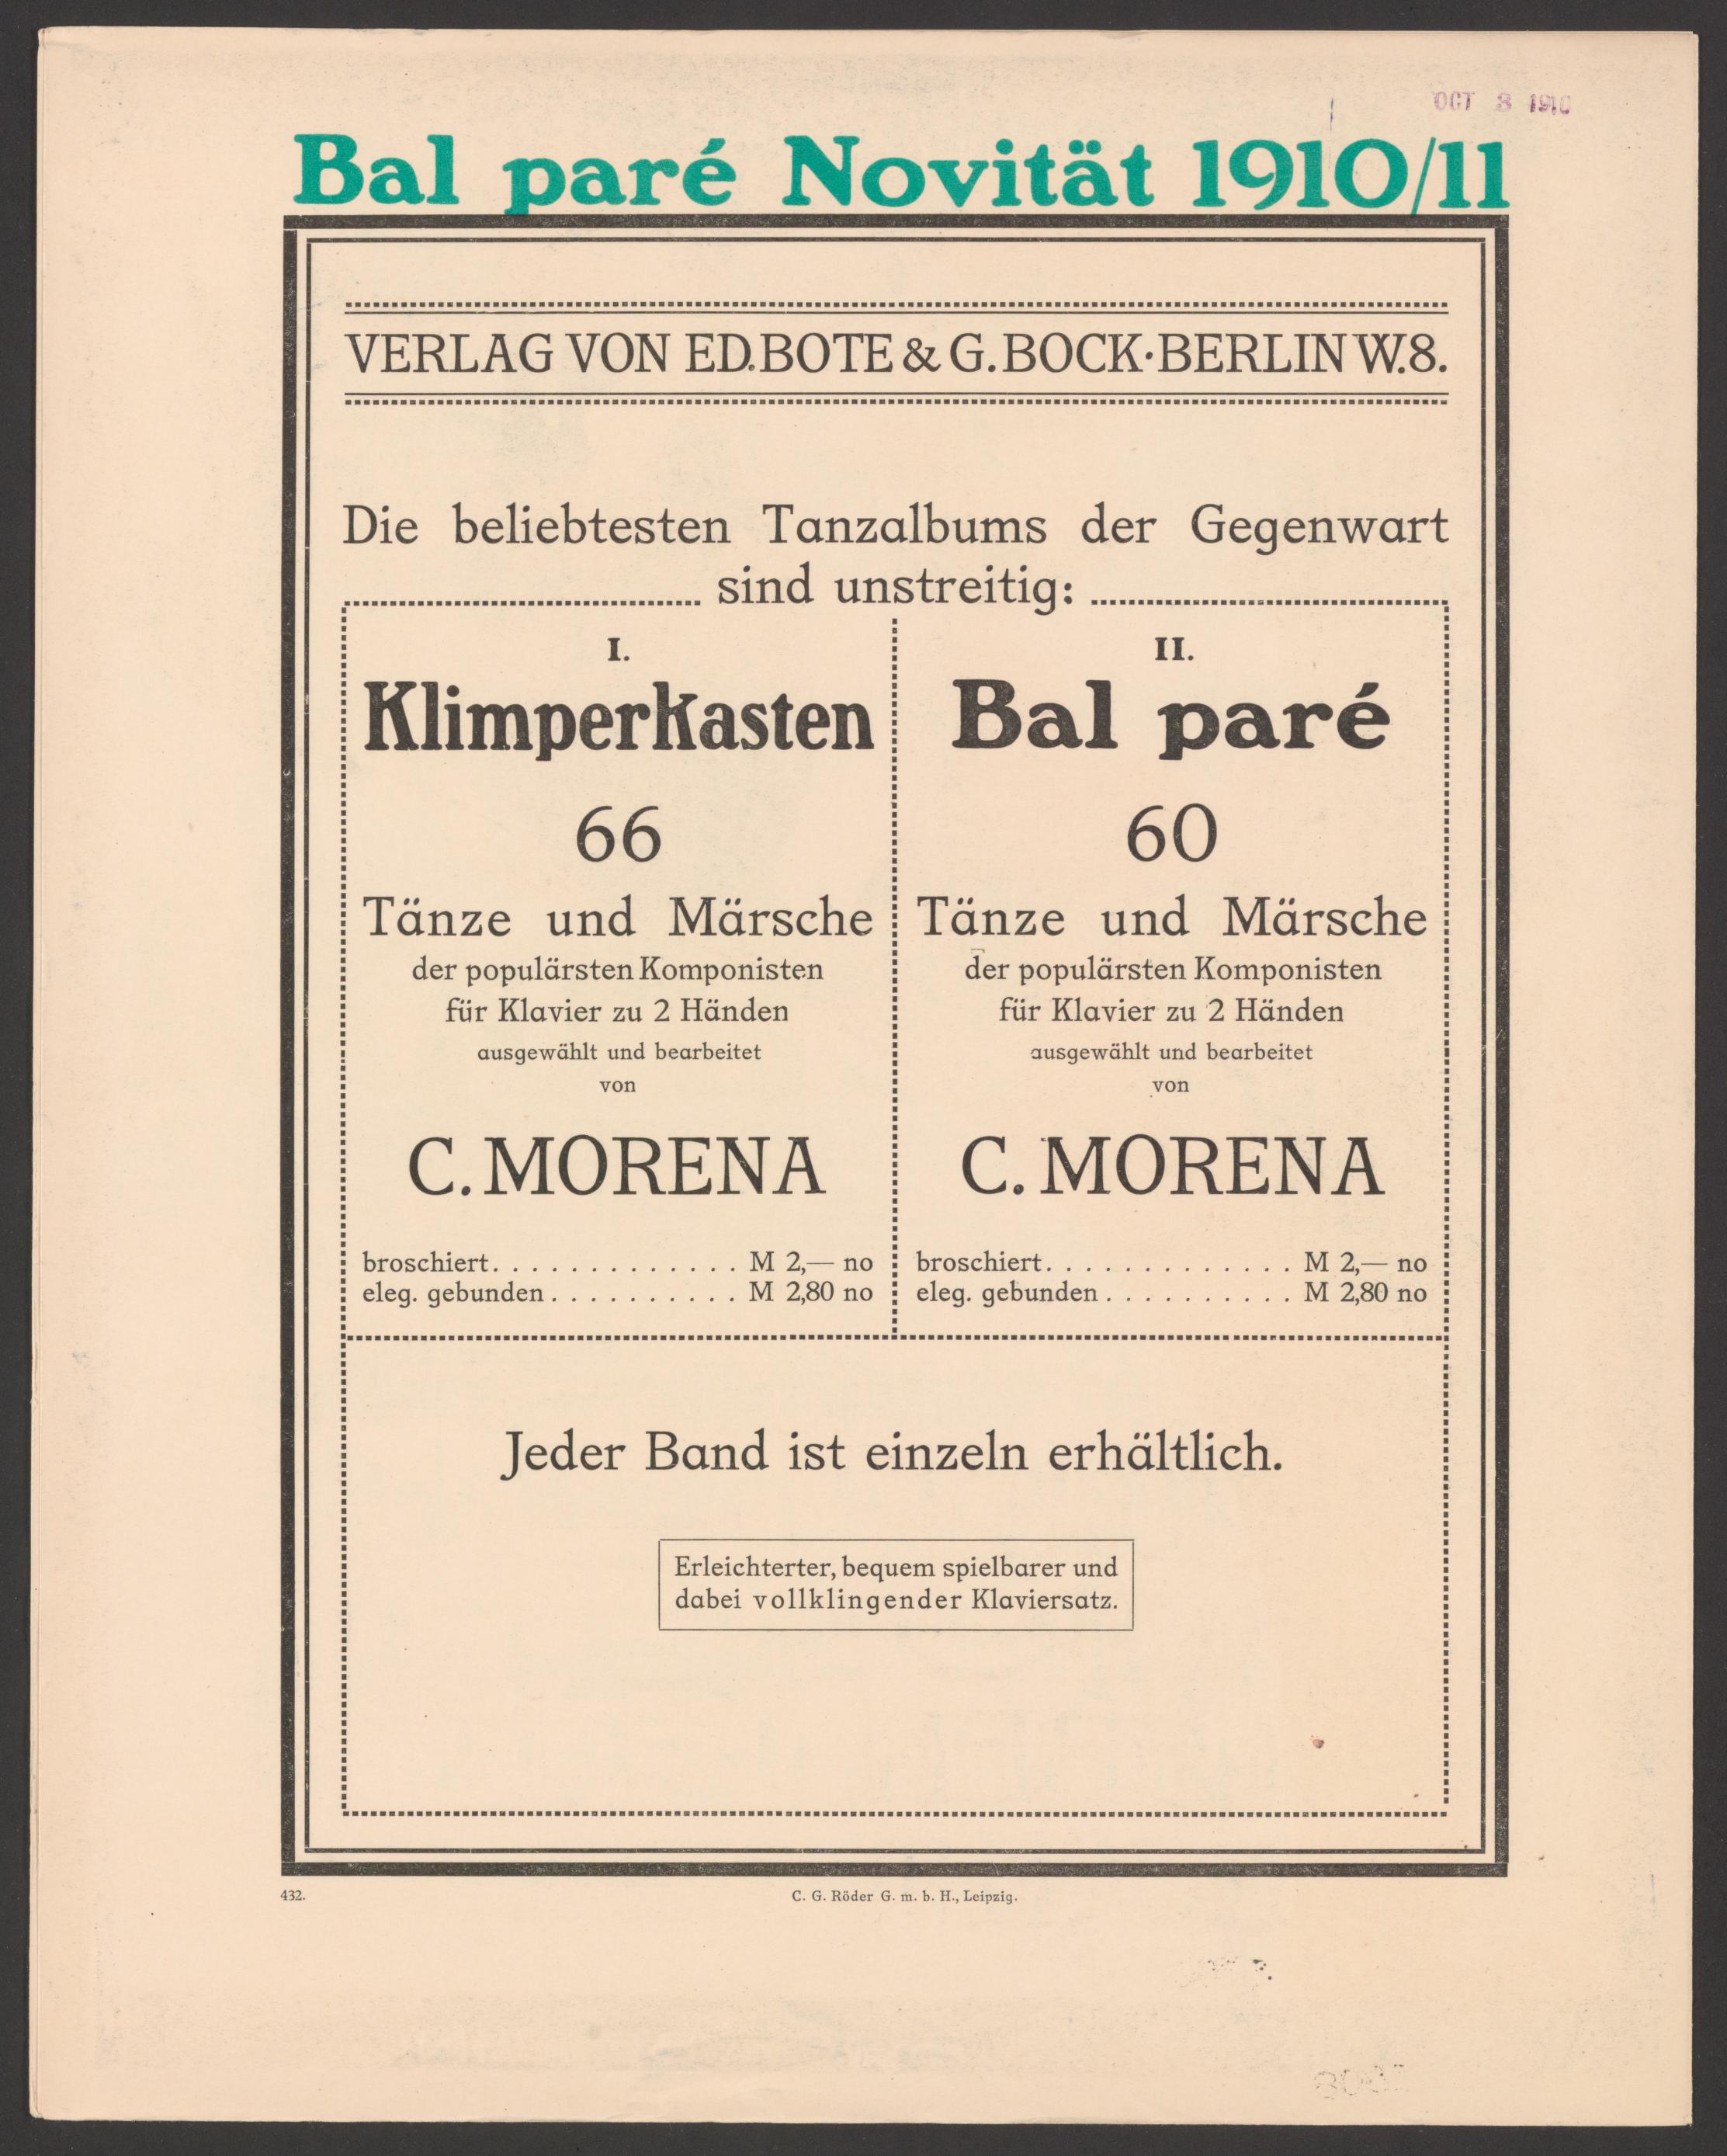 OCT 3 1910
Bal paré Novität 1910/11
VERLAG VON ED. BOTE & G. BOCK · BERLIN W.8.
Die beliebtesten Tanzalbums der Gegenwart
sind unstreitig:
I.
Klimperkasten
66
Tänze und Märsche
der populärsten Komponisten
für Klavier zu 2 Händen
ausgewählt und bearbeitet
von
C. MORENA
broschiert. . . . . . . . . . . . . M 2,— no
eleg. gebunden . . . . . . . . . . M 2,80 no
II.
Bal paré
60
Tänze und Märsche
der populärsten Komponisten
für Klavier zu 2 Händen
ausgewählt und bearbeitet
von
C. MORENA
broschiert. . . . . . . . . . . . . M 2,— no
eleg. gebunden . . . . . . . . . . M 2,80 no
Jeder Band ist einzeln erhältlich.
Erleichterter, bequem spielbarer und
dabei vollklingender Klaviersatz.
432.
C. G. Röder G. m. b. H., Leipzig.